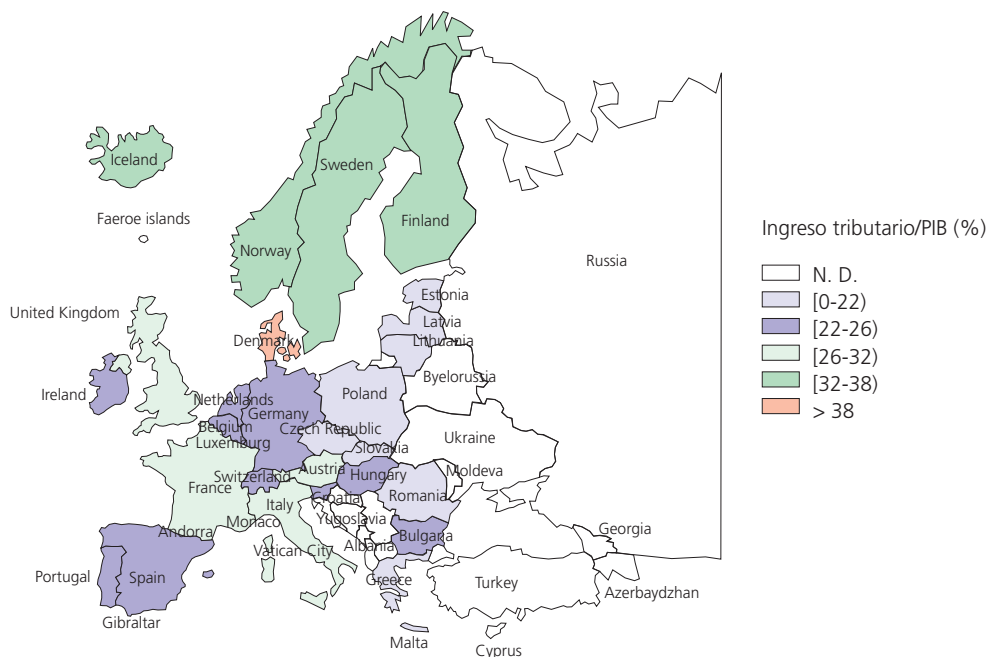 Iceland
Sweden
Faeroe islands
Finland
Norway
Ingreso tributario/PIB (%)
Russia
N. D.
Estonia
[0-22)
United Kingdom
Latvia
[22-26)
Denmark
Lithuania
[26-32)
Byelorussia
[32-38)
Ireland
Netherlands
Poland
> 38
Germany
Belgium
Czech Republic
Luxemburg
Ukraine
Slovakia
Switzerland
Austria
Hungary
Moldeva
France
Croatia
Romania
Italy
Monaco
Yugoslavia
Andorra
Bulgaria
Georgia
Vatican City
Albania
Portugal
Spain
Greece
Turkey
Azerbaydzhan
Gibraltar
Malta
Cyprus